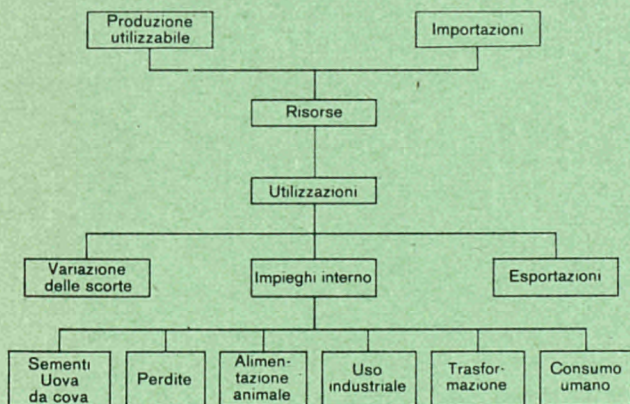 Produzione
utilizzabile
Importazioni
Risorse
Utilizzazioni
Variazione
delle scorte
Impieghi interno
Esportazioni
Sementi
Uova
da cova
Perdite
Alimen-
tazione
animale
Uso
industriale
Trasfor-
mazione
Consumo
umano